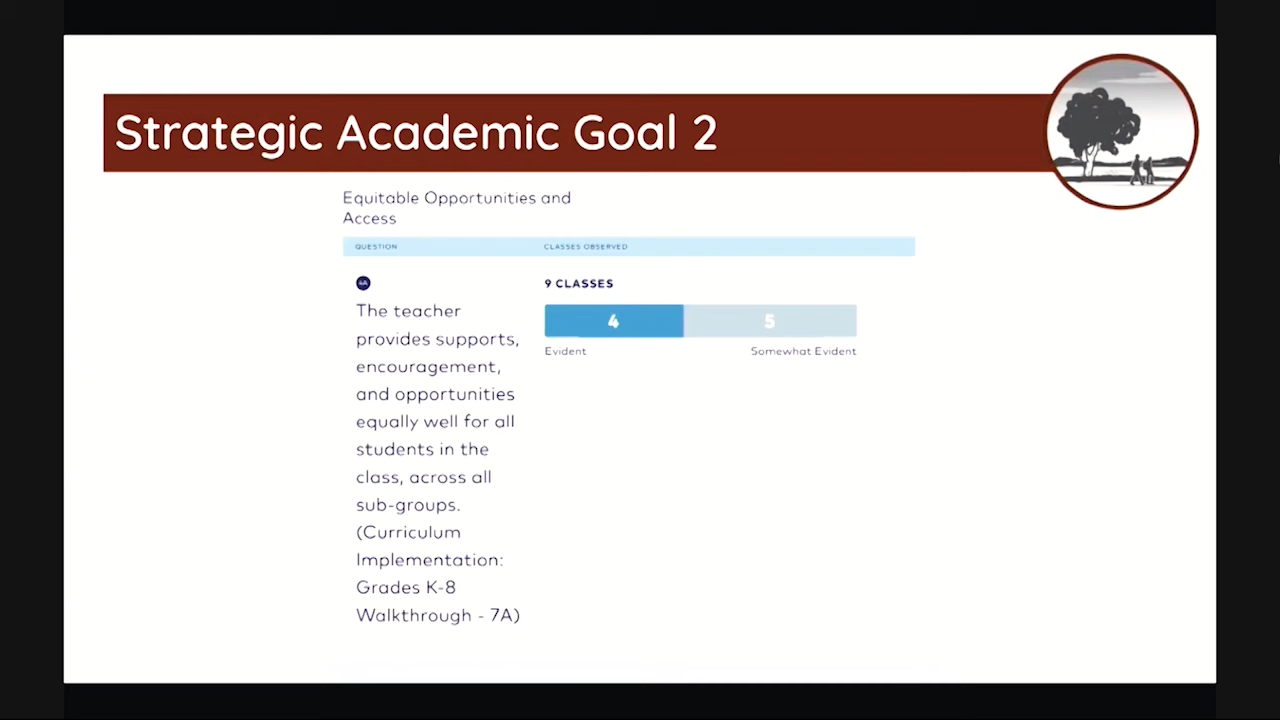 Strategic Academic Goal 2
Equitable Opportunities and
Access
QUESTION CLASSES OBSERVED
9 CLASSES
The teacher
provides supports,
encouragement,
and opportunities
equally well for all
students in the
class, across all
sub-groups.
(Curriculum
Implementation:
Grades K-8
Walkthrough - 7A)
4 5
Evident Somewhat Evident